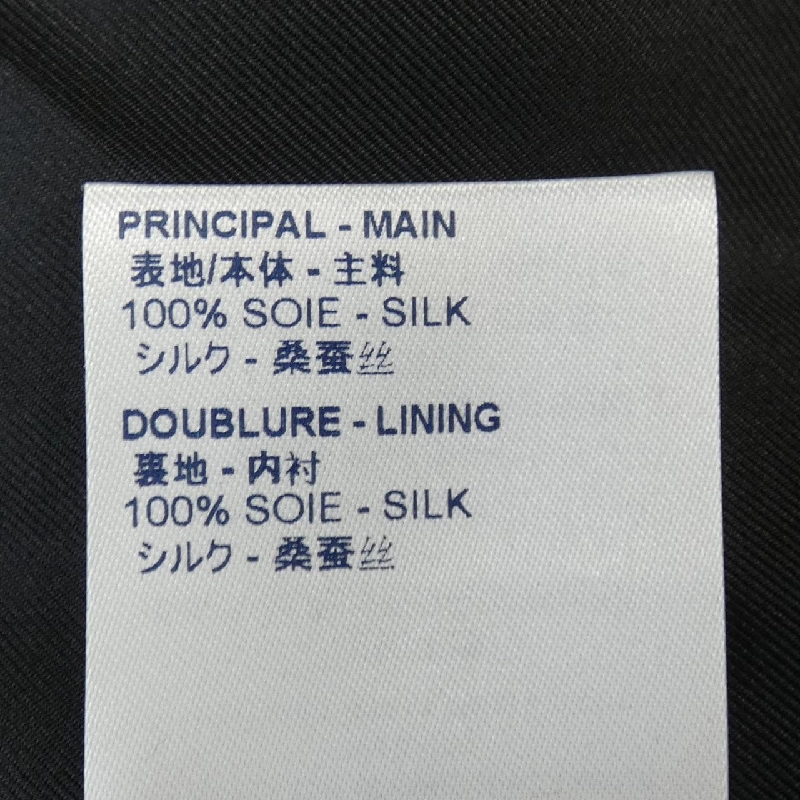 PRINCIPAL - MAIN
表地/本体 - 主料
100% SOIE - SILK
シルク - 桑蚕丝
DOUBLURE - LINING
裏地 - 内衬
100% SOIE - SILK
シルク - 桑蚕丝